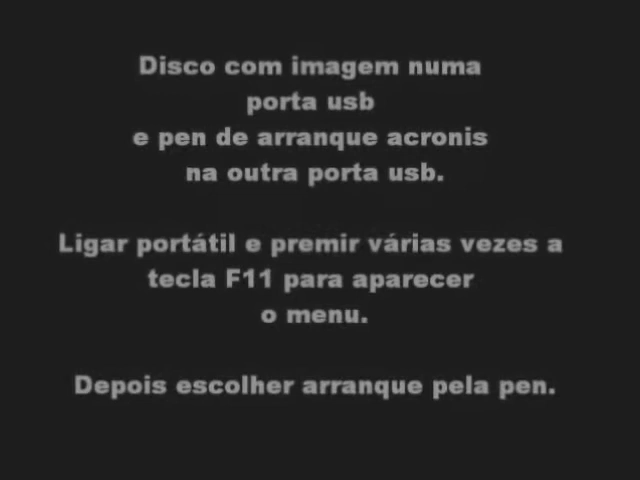 Disco com imagem numa
porta usb
e pen de arranque acronis
na outra porta usb.
Ligar portátil e premir várias vezes a
tecla F11 para aparecer
o menu.
Depois escolher arranque pela pen.